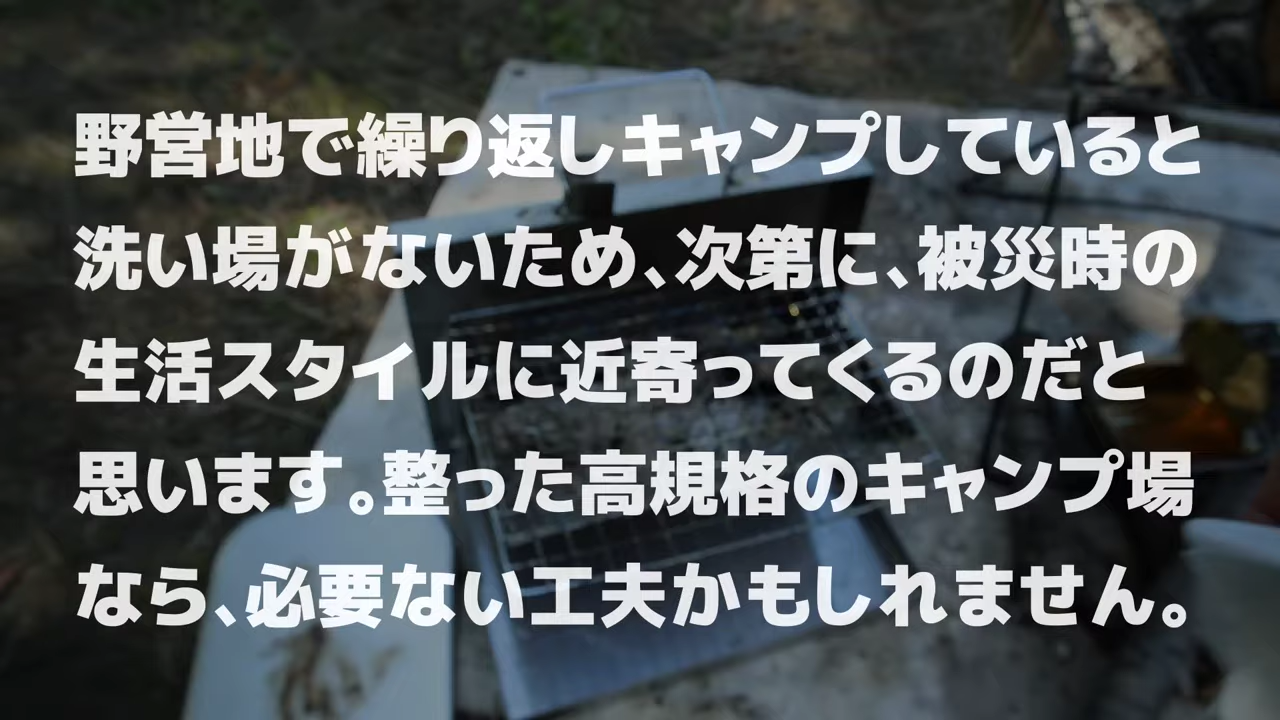 野営地で繰り返しキャンプしていると
洗い場がないため、次第に、被災時の
生活スタイルに近寄ってくるのだと
思います。整った高規格のキャンプ場
なら、必要ない工夫かもしれません。